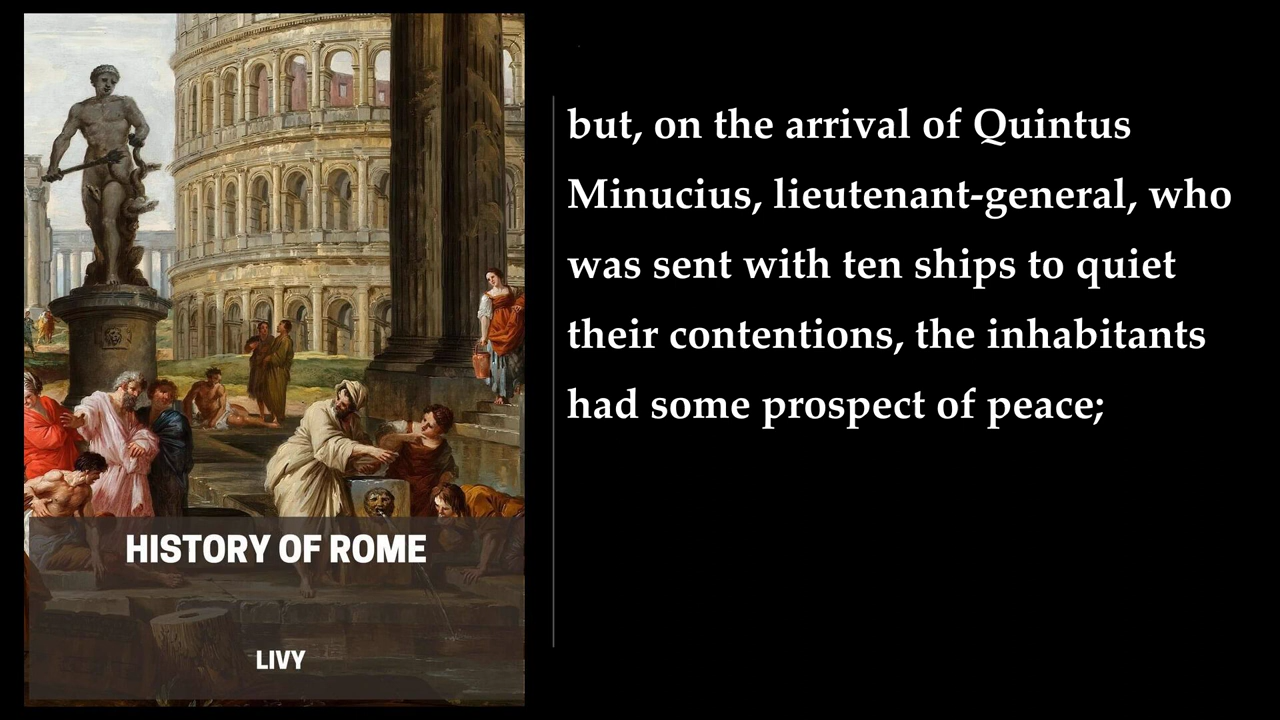 but, on the arrival of Quintus
Minucius, lieutenant-general, who
was sent with ten ships to quiet
their contentions, the inhabitants
had some prospect of peace;
HISTORY OF ROME
LIVY